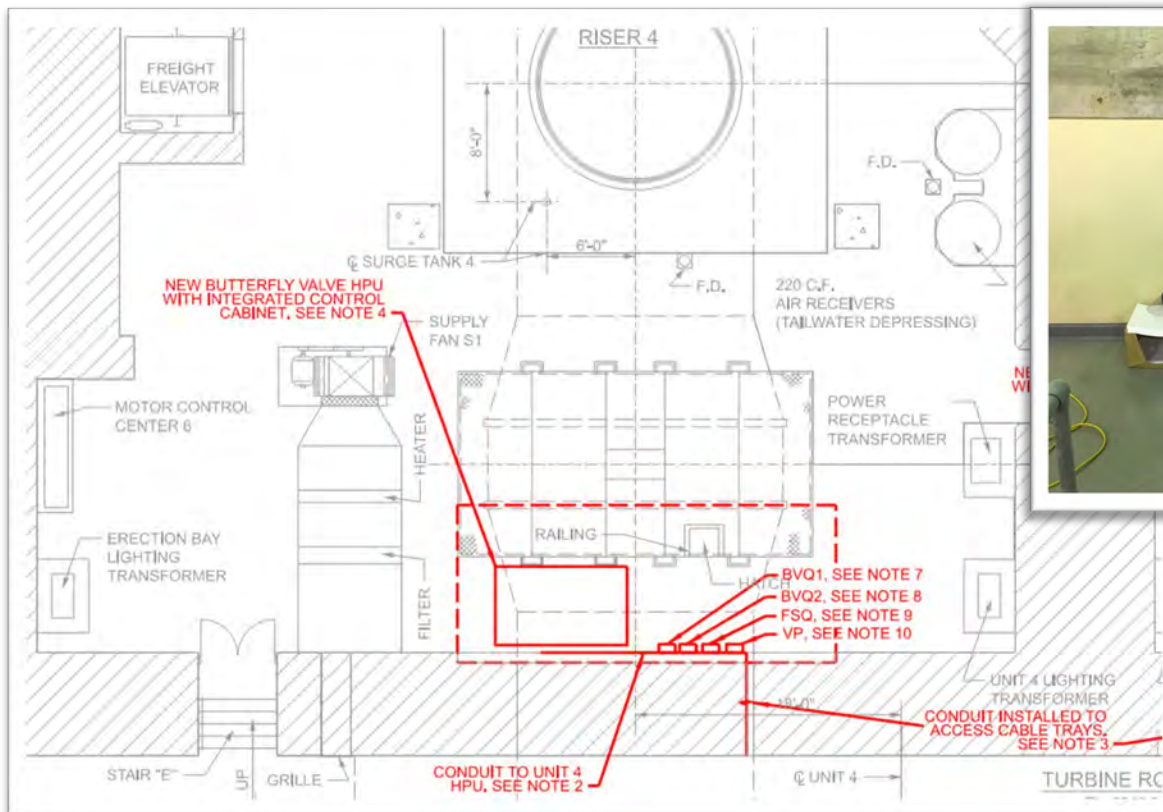 RISER 4
FREIGHT
ELEVATOR
8'-0"
F.D.
6'-0"
℄ SURGE TANK 4
F.D.
220 C.F.
AIR RECEIVERS
(TAILWATER DEPRESSING)
NEW BUTTERFLY VALVE HPU
WITH INTEGRATED CONTROL
CABINET, SEE NOTE 4
SUPPLY
FAN S1
MOTOR CONTROL
CENTER 6
HEATER
POWER
RECEPTACLE
TRANSFORMER
ERECTION BAY
LIGHTING
TRANSFORMER
FILTER
RAILING
HATCH
BVQ1, SEE NOTE 7
BVQ2, SEE NOTE 8
FSQ, SEE NOTE 9
VP, SEE NOTE 10
UNIT 4 LIGHTING
TRANSFORMER
CONDUIT INSTALLED TO
ACCESS CABLE TRAYS,
SEE NOTE 3
STAIR "E"
UP
GRILLE
CONDUIT TO UNIT 4
HPU, SEE NOTE 2
℄ UNIT 4
TURBINE